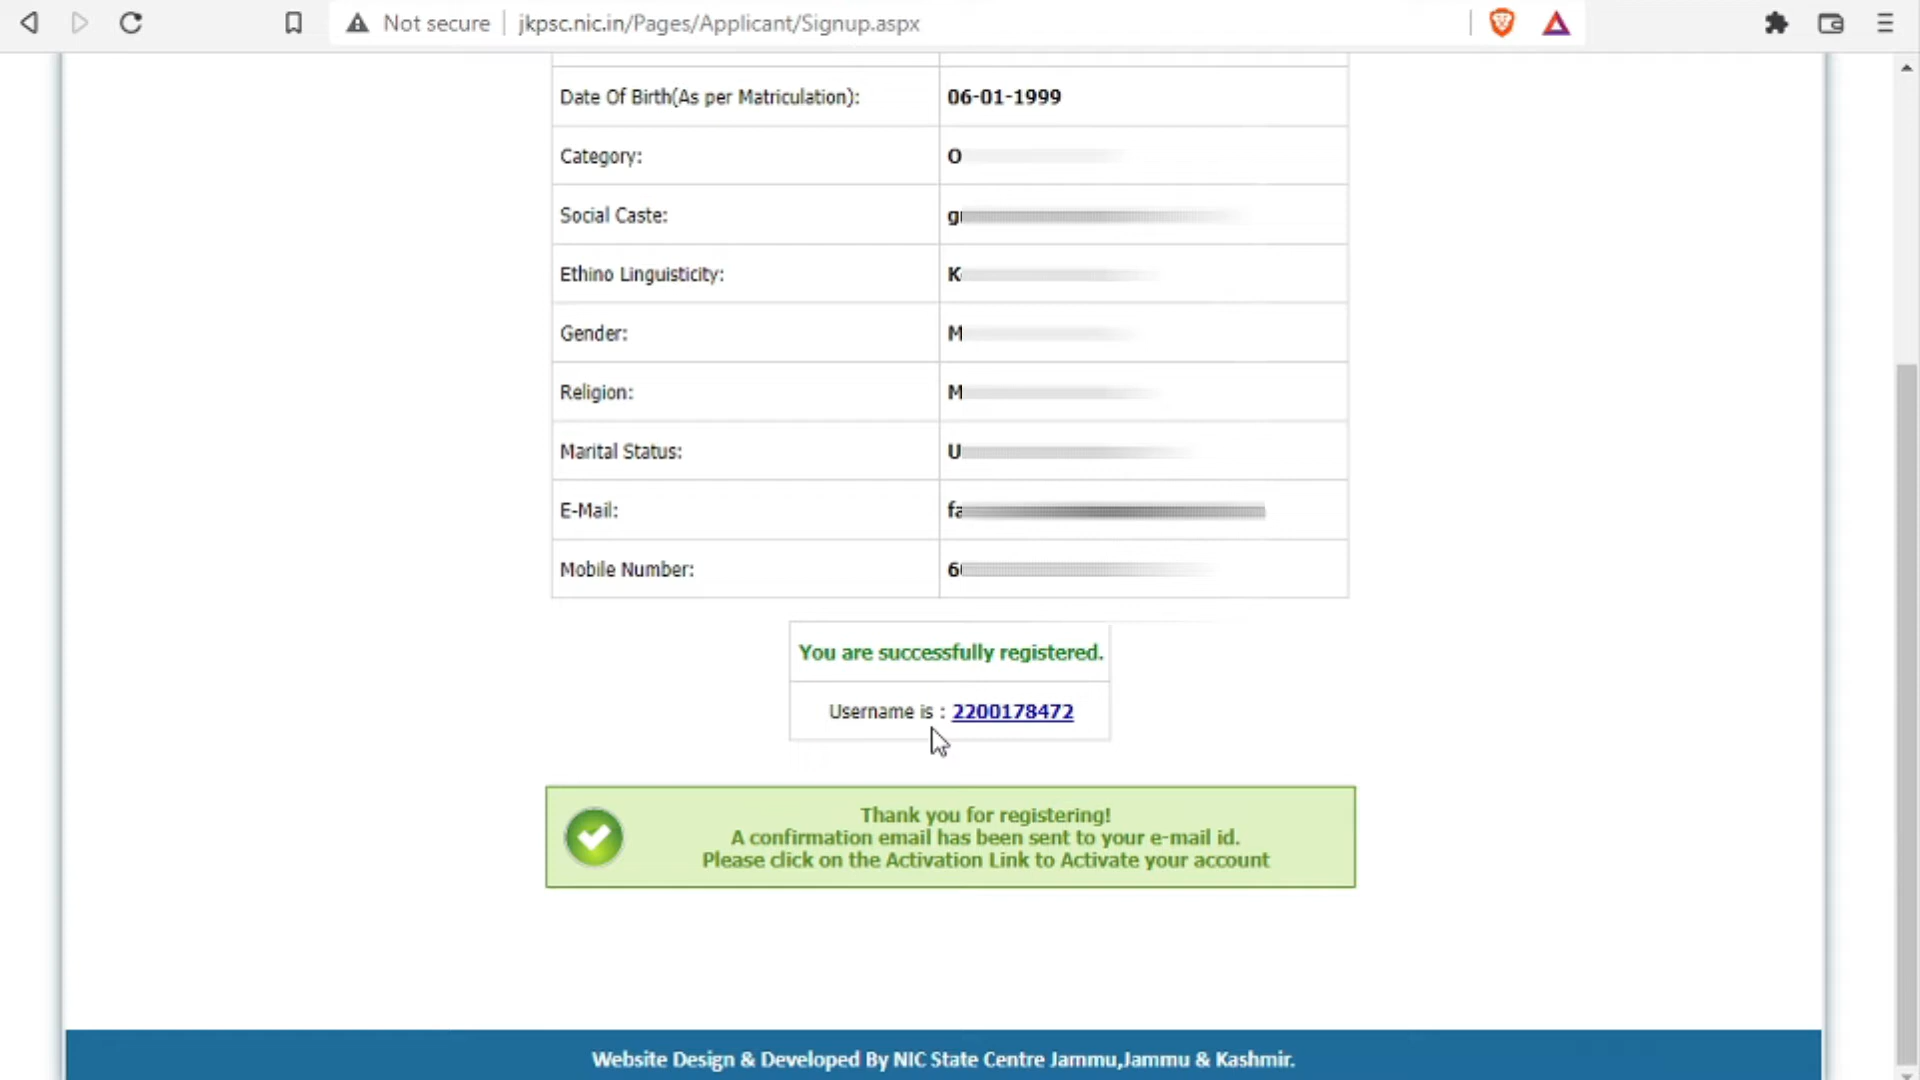 Not secure jkpsc.nic.in/Pages/Applicant/Signup.aspx
Date Of Birth(As per Matriculation): 06-01-1999
Category: O
Social Caste: g
Ethino Linguisticity: K
Gender: M
Religion: M
Marital Status: U
E-Mail: fa
Mobile Number: 6
You are successfully registered.
Username is : 2200178472
Thank you for registering!
A confirmation email has been sent to your e-mail id.
Please click on the Activation Link to Activate your account
Website Design & Developed By NIC State Centre Jammu,Jammu & Kashmir.